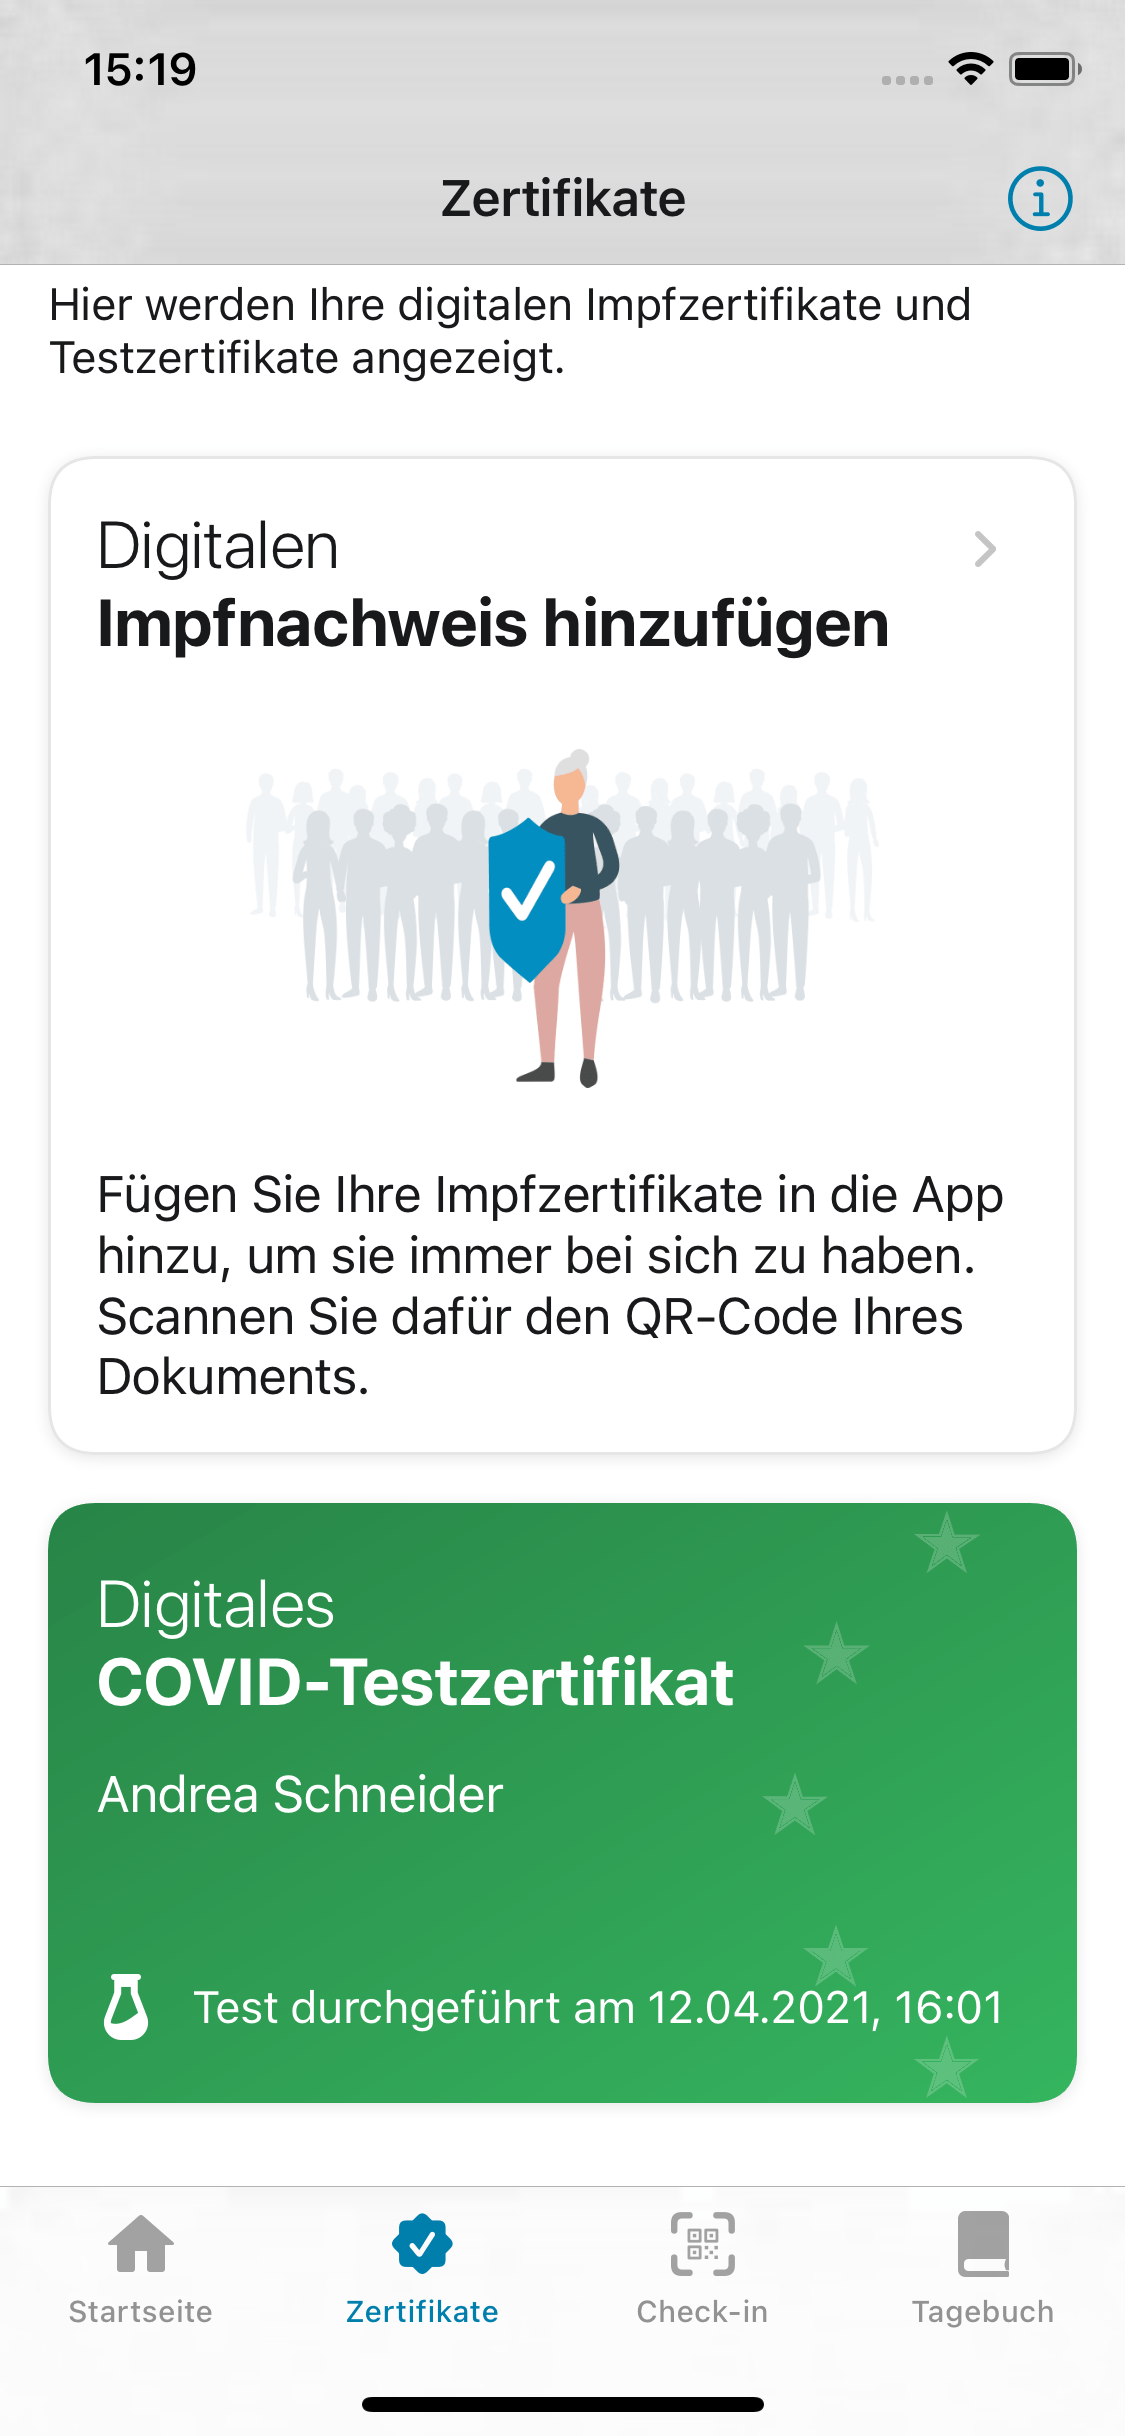 15:19
Zertifikate
Hier werden Ihre digitalen Impfzertifikate und
Testzertifikate angezeigt.
Digitalen
Impfnachweis hinzufügen
Fügen Sie Ihre Impfzertifikate in die App
hinzu, um sie immer bei sich zu haben.
Scannen Sie dafür den QR-Code Ihres
Dokuments.
Digitales
COVID-Testzertifikat
Andrea Schneider
Test durchgeführt am 12.04.2021, 16:01
Startseite
Zertifikate
Check-in
Tagebuch